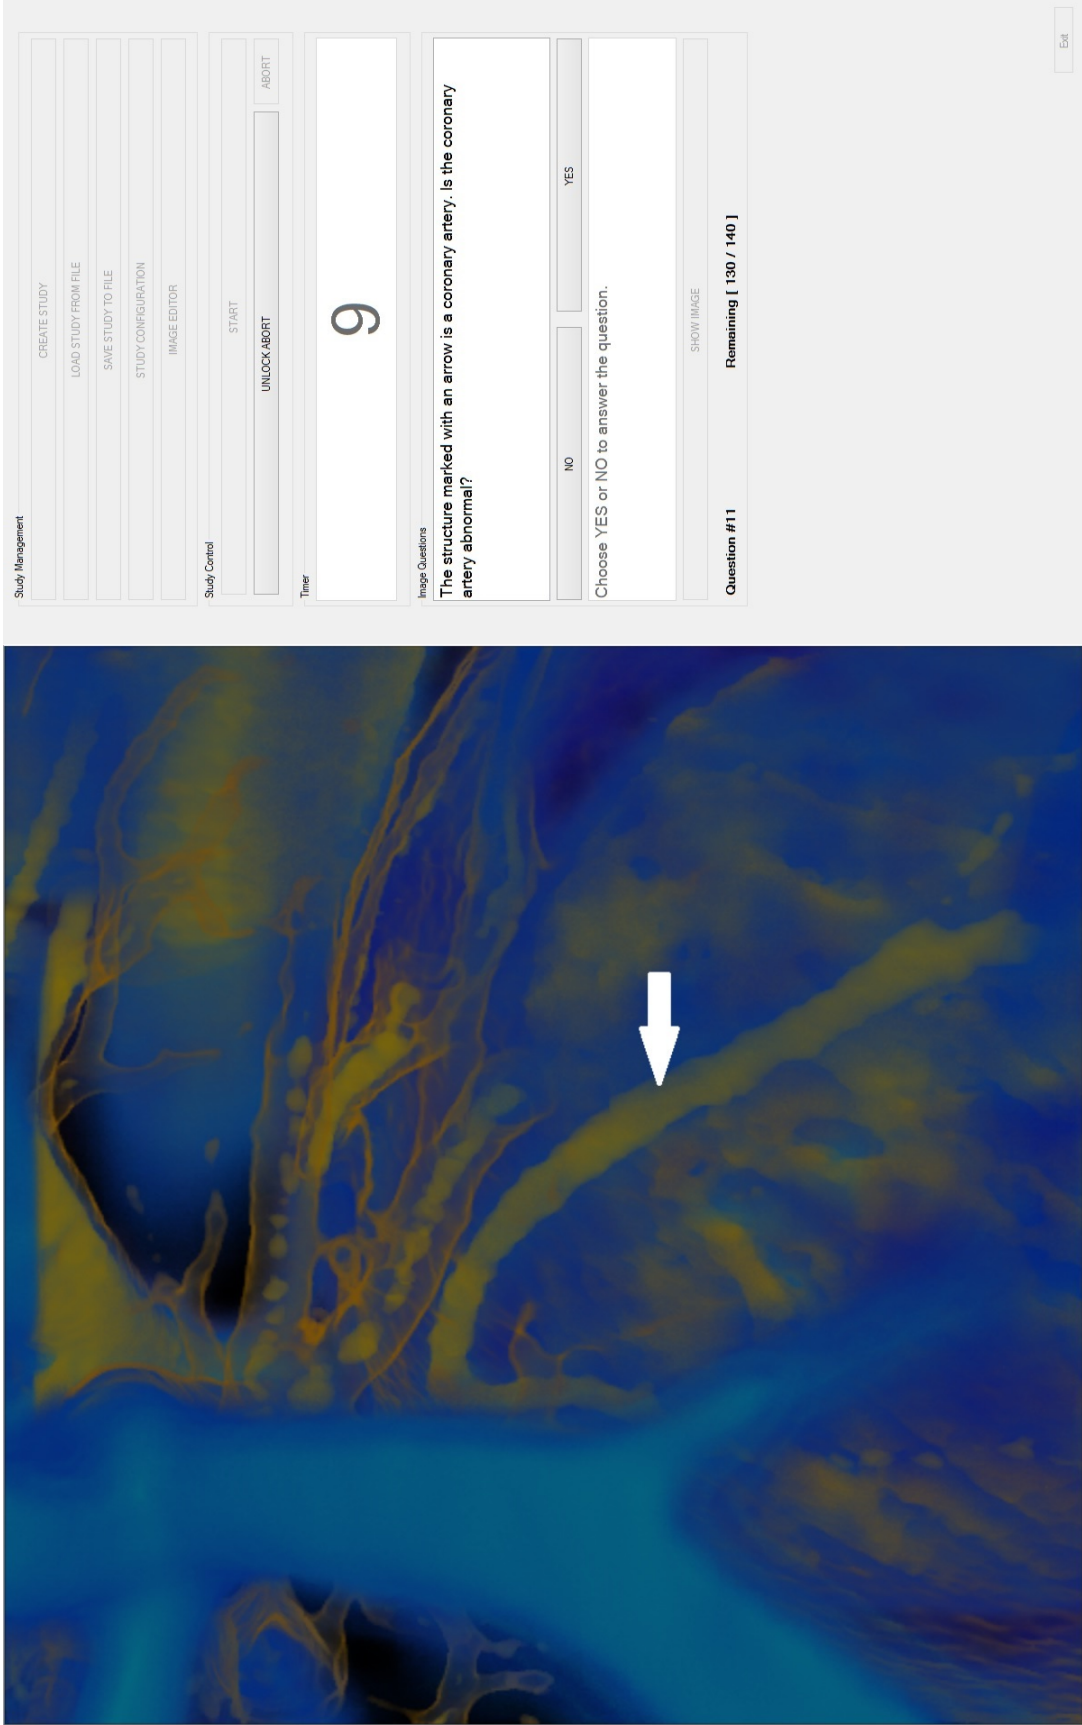 Study Management
CREATE STUDY
LOAD STUDY FROM FILE
SAVE STUDY TO FILE
STUDY CONFIGURATION
IMAGE EDITOR
Study Control
START
UNLOCK ABORT
ABORT
Timer
9
Image Questions
The structure marked with an arrow is a coronary artery. Is the coronary
artery abnormal?
NO
YES
Choose YES or NO to answer the question.
SHOW IMAGE
Question #11
Remaining [ 130 / 140 ]
Exit